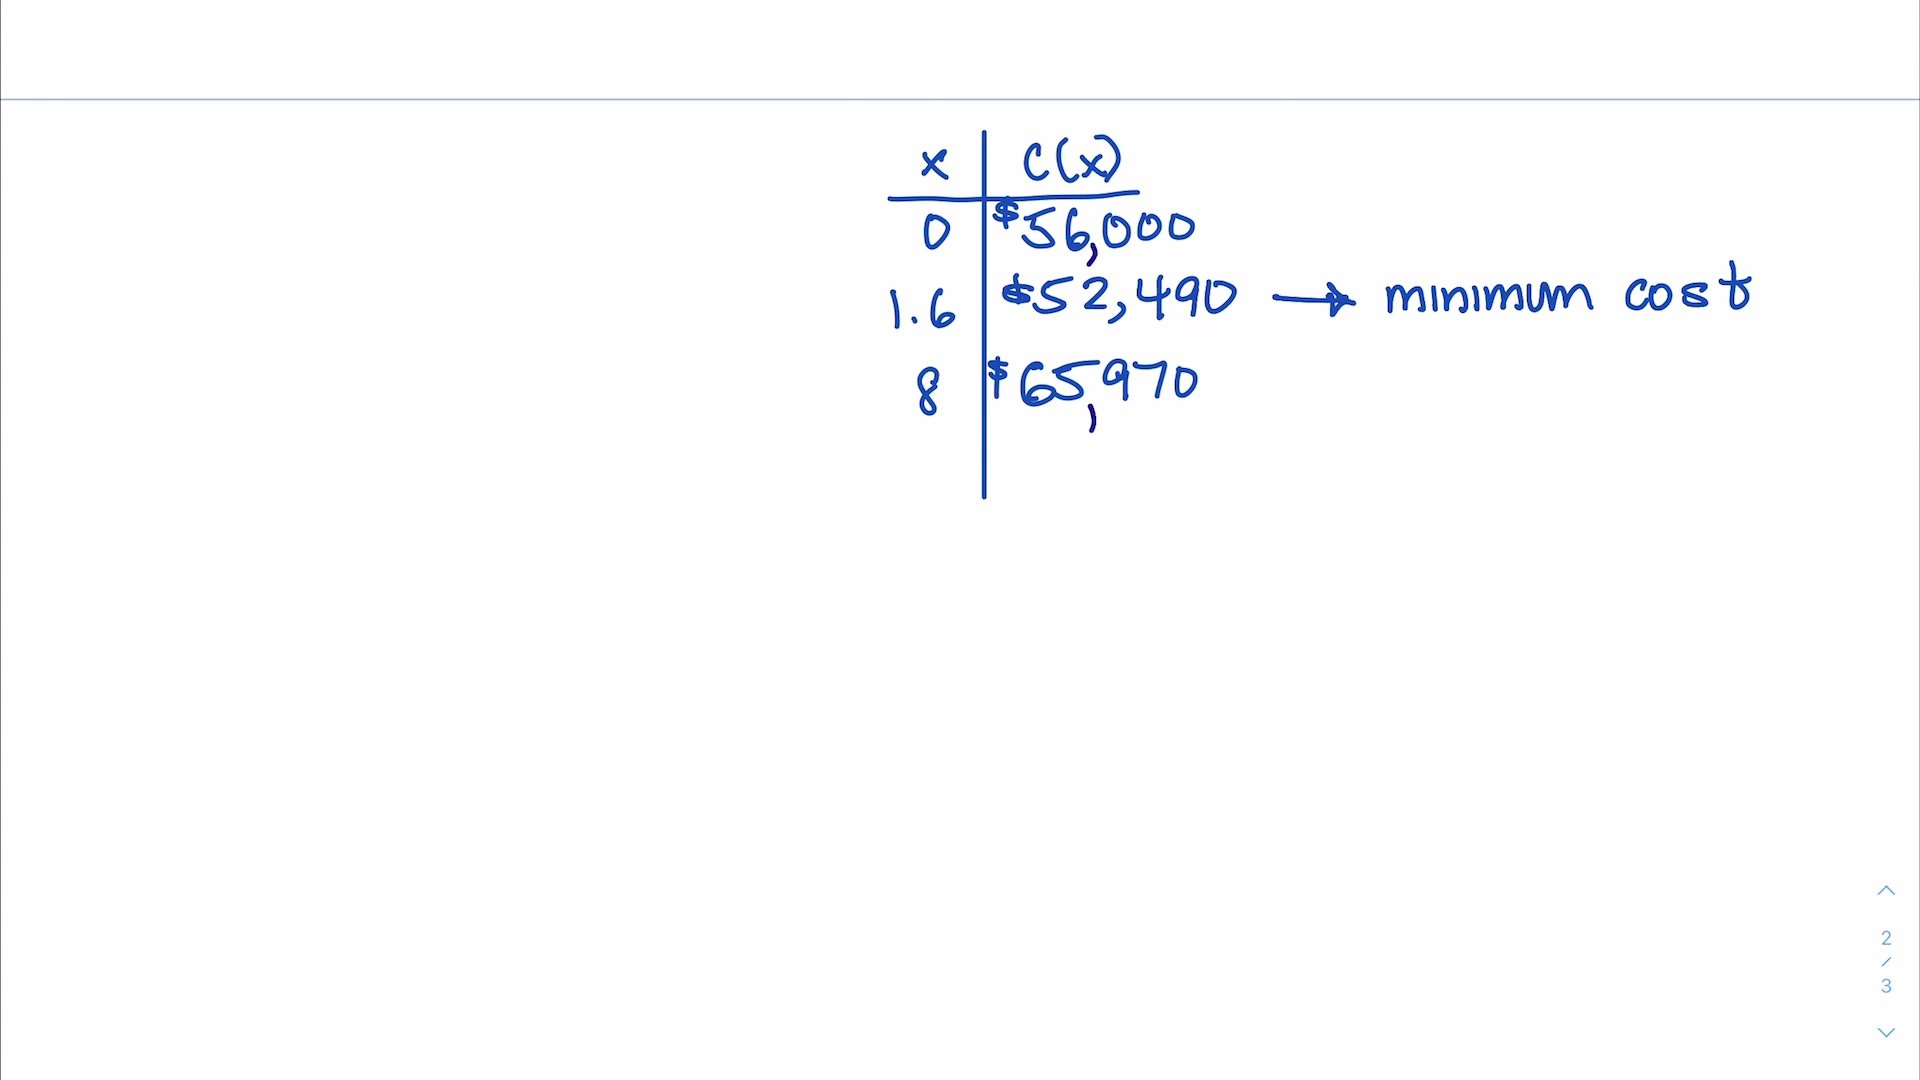 x C(x)
0 $56,000
1.6 $52,490 → minimum cost
8 $65,970
2
/
3